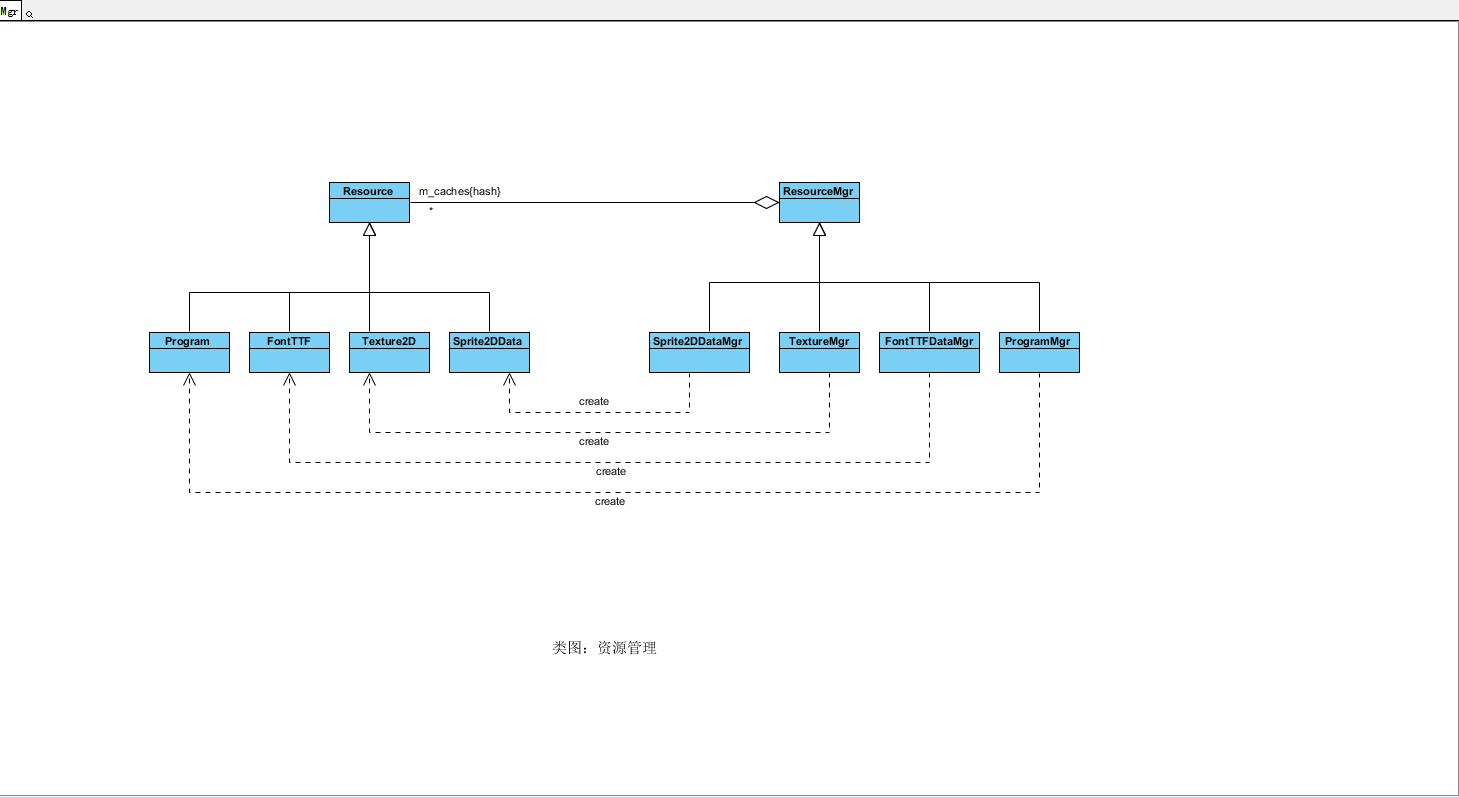 Mgr
Resource
m_caches{hash}
*
ResourceMgr
Program
FontTTF
Texture2D
Sprite2DData
Sprite2DDataMgr
TextureMgr
FontTTFDataMgr
ProgramMgr
create
create
create
create
类图：资源管理